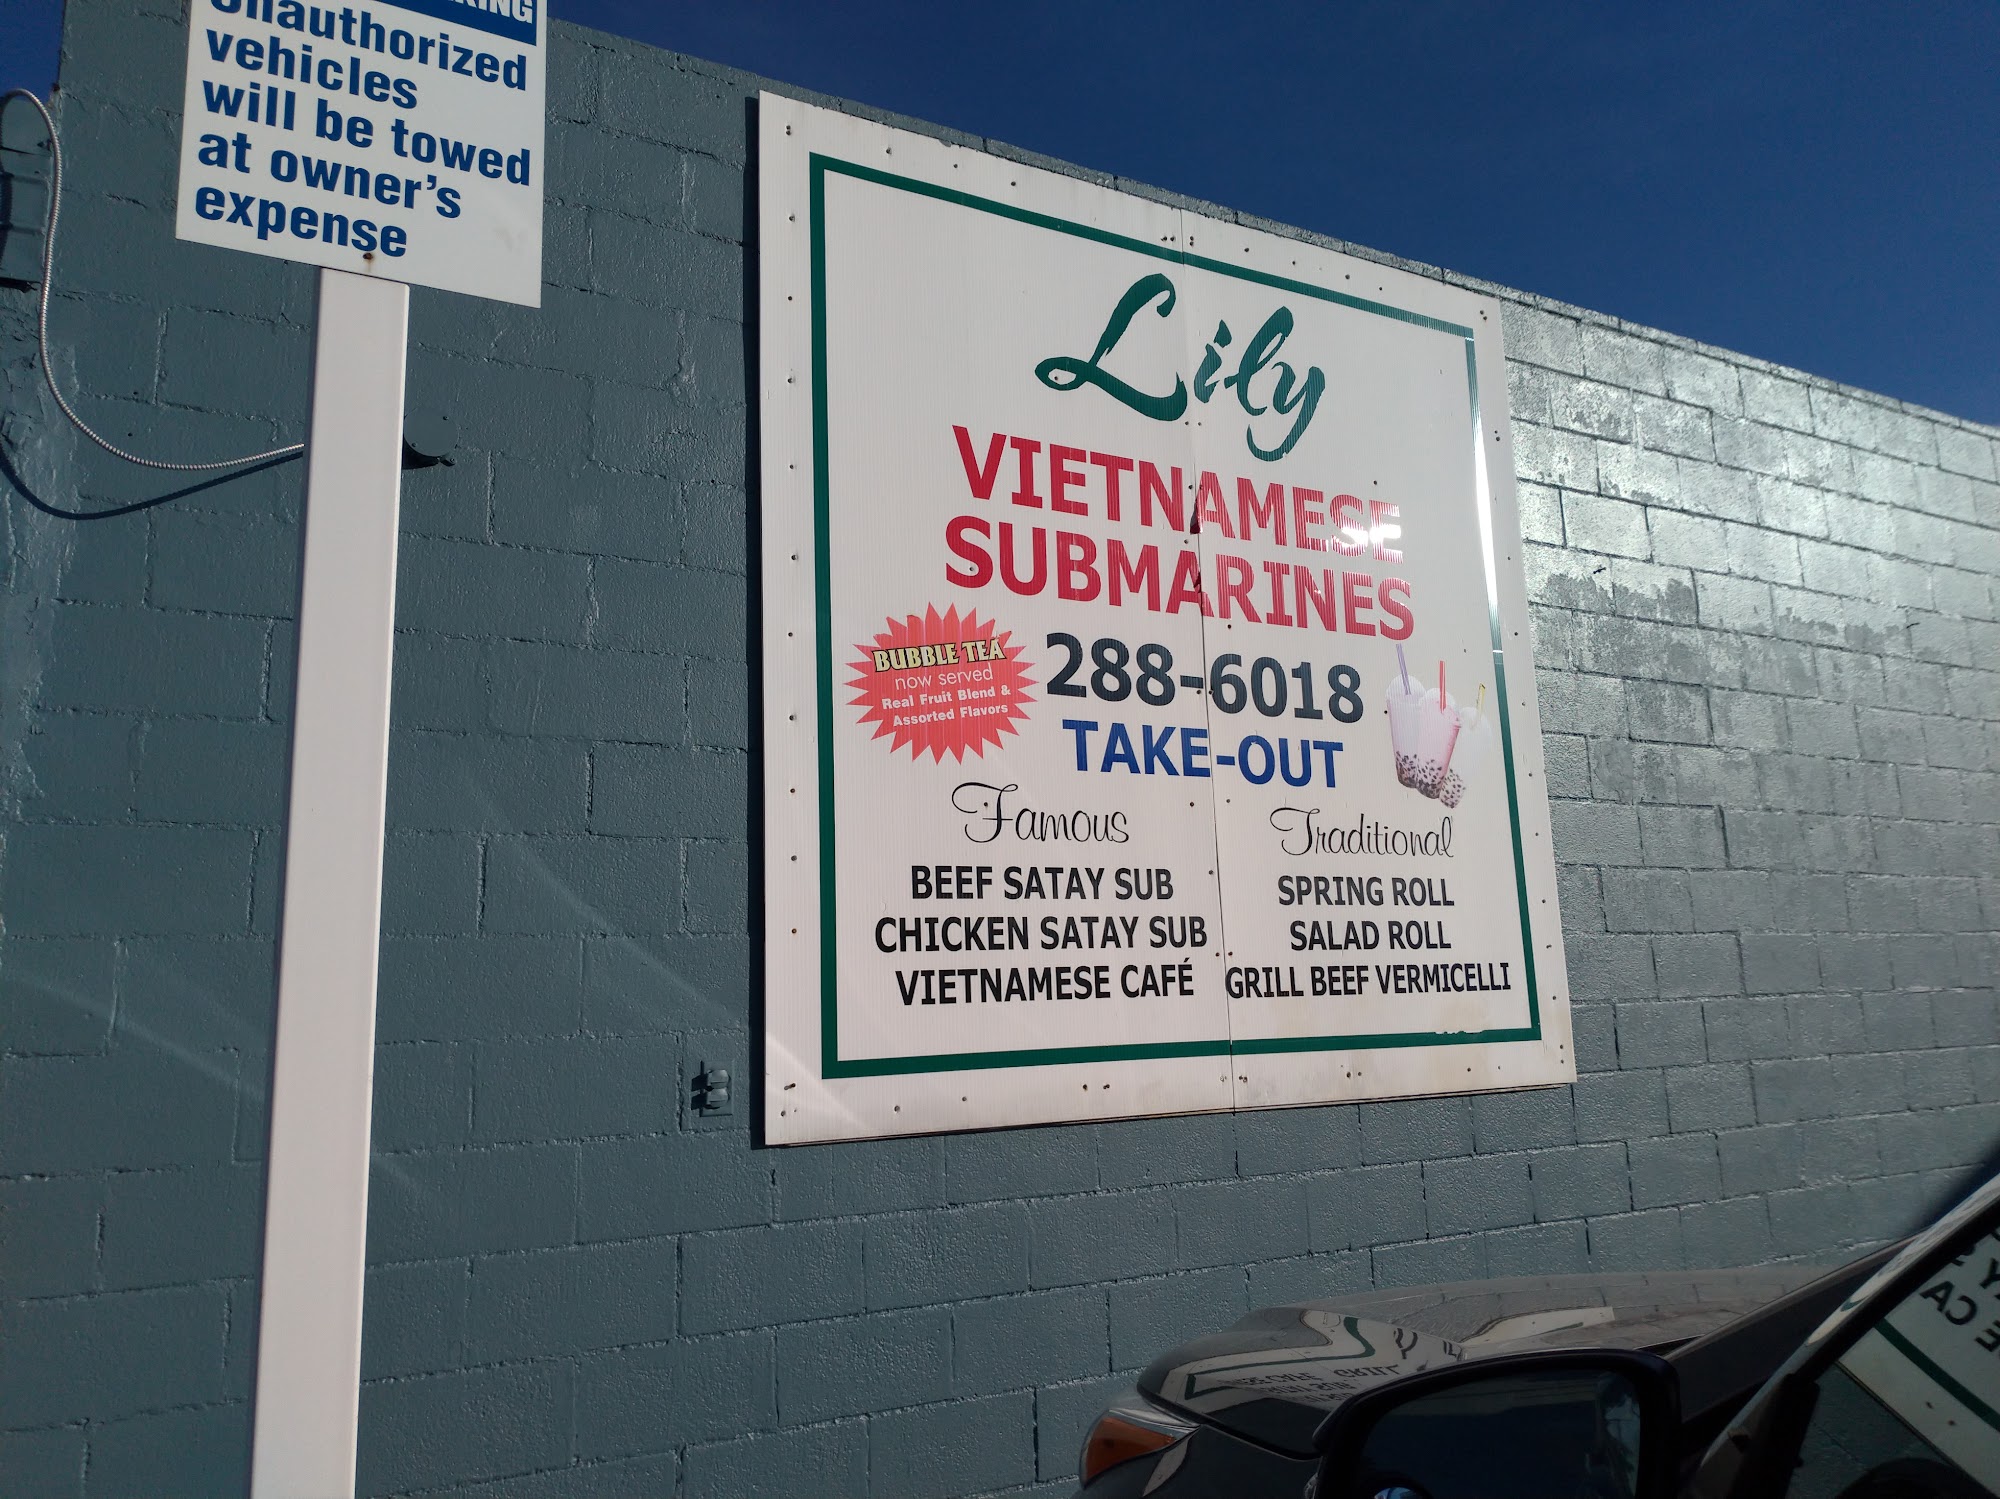 Unauthorized
vehicles
will be towed
at owner's
expense
Lily
VIETNAMESE
SUBMARINES
BUBBLE TEA
now served
Real Fruit Blend &
Assorted Flavors
288-6018
TAKE-OUT
Famous
BEEF SATAY SUB
CHICKEN SATAY SUB
VIETNAMESE CAFÉ
Traditional
SPRING ROLL
SALAD ROLL
GRILL BEEF VERMICELLI